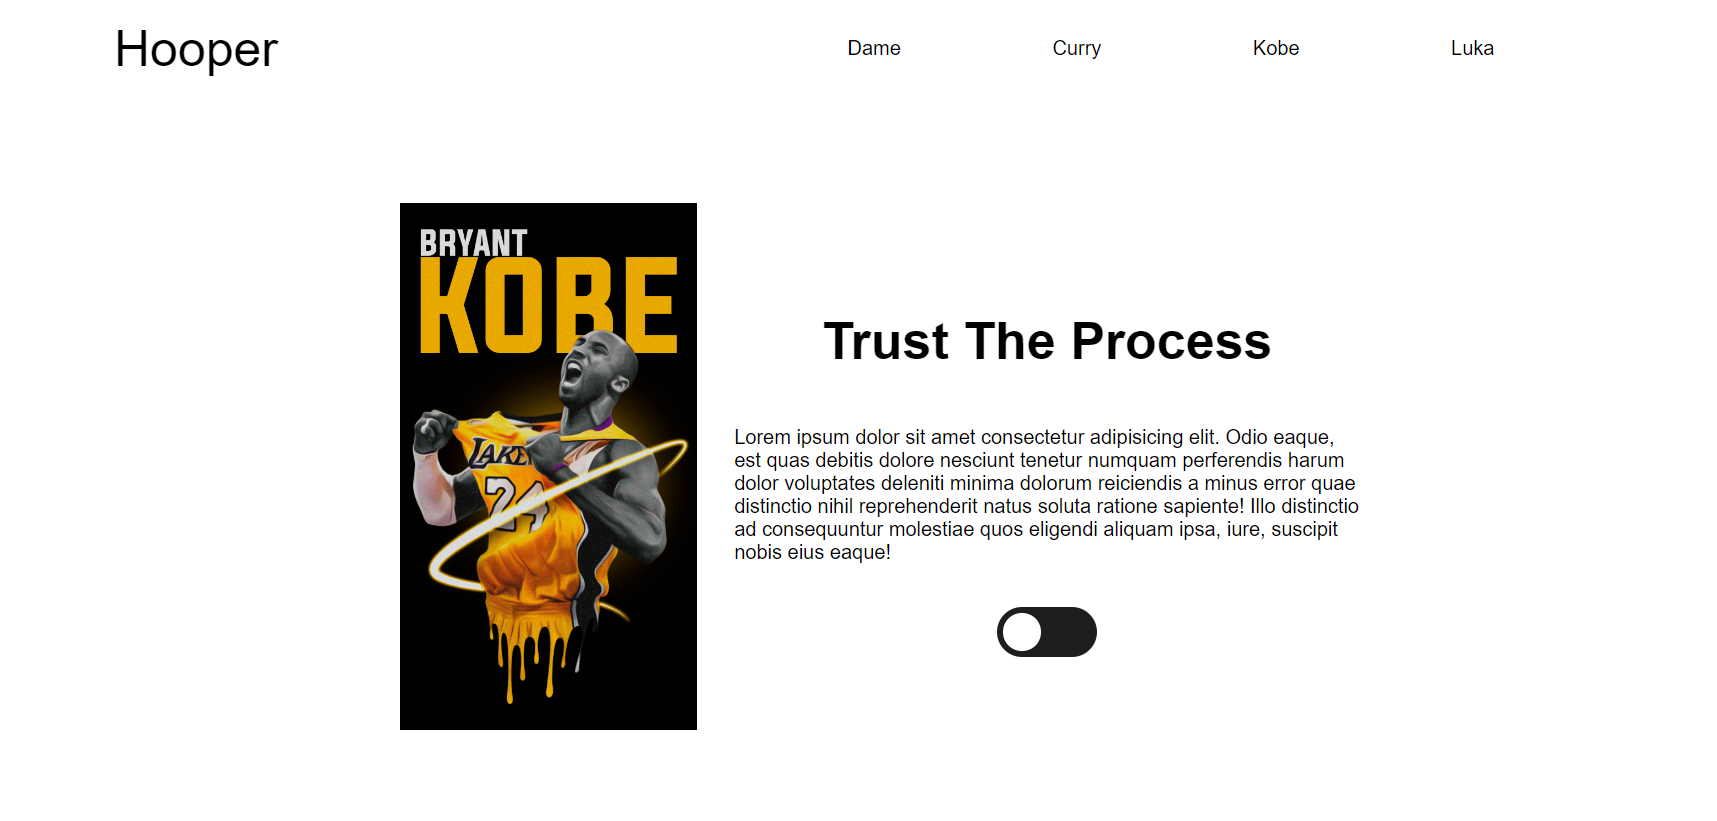 Hooper
Dame Curry Kobe Luka
BRYANT
KOBE
LAKE
24
Trust The Process
Lorem ipsum dolor sit amet consectetur adipisicing elit. Odio eaque,
est quas debitis dolore nesciunt tenetur numquam perferendis harum
dolor voluptates deleniti minima dolorum reiciendis a minus error quae
distinctio nihil reprehenderit natus soluta ratione sapiente! Illo distinctio
ad consequuntur molestiae quos eligendi aliquam ipsa, iure, suscipit
nobis eius eaque!